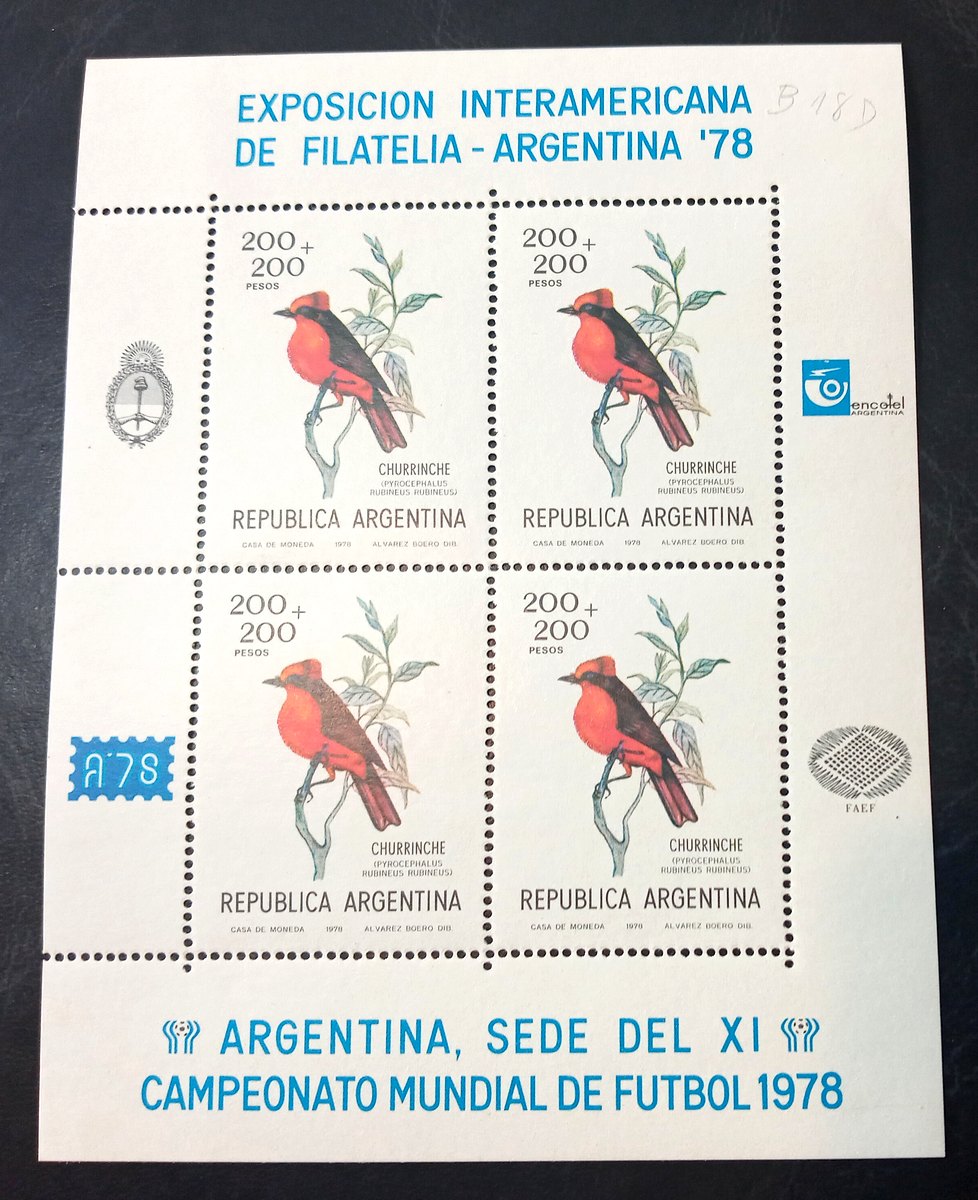 EXPOSICION INTERAMERICANA
DE FILATELIA - ARGENTINA '78
B 18 D
200+
200
PESOS
CHURRINCHE
(PYROCEPHALUS
RUBINEUS RUBINEUS)
REPUBLICA ARGENTINA
CASA DE MONEDA 1978 ALVAREZ BOERO DIB.
200+
200
PESOS
CHURRINCHE
(PYROCEPHALUS
RUBINEUS RUBINEUS)
REPUBLICA ARGENTINA
CASA DE MONEDA 1978 ALVAREZ BOERO DIB.
encotel
ARGENTINA
A'78
200+
200
PESOS
CHURRINCHE
(PYROCEPHALUS
RUBINEUS RUBINEUS)
REPUBLICA ARGENTINA
CASA DE MONEDA 1978 ALVAREZ BOERO DIB.
200+
200
PESOS
CHURRINCHE
(PYROCEPHALUS
RUBINEUS RUBINEUS)
REPUBLICA ARGENTINA
CASA DE MONEDA 1978 ALVAREZ BOERO DIB.
FAEF
ARGENTINA, SEDE DEL XI
CAMPEONATO MUNDIAL DE FUTBOL 1978